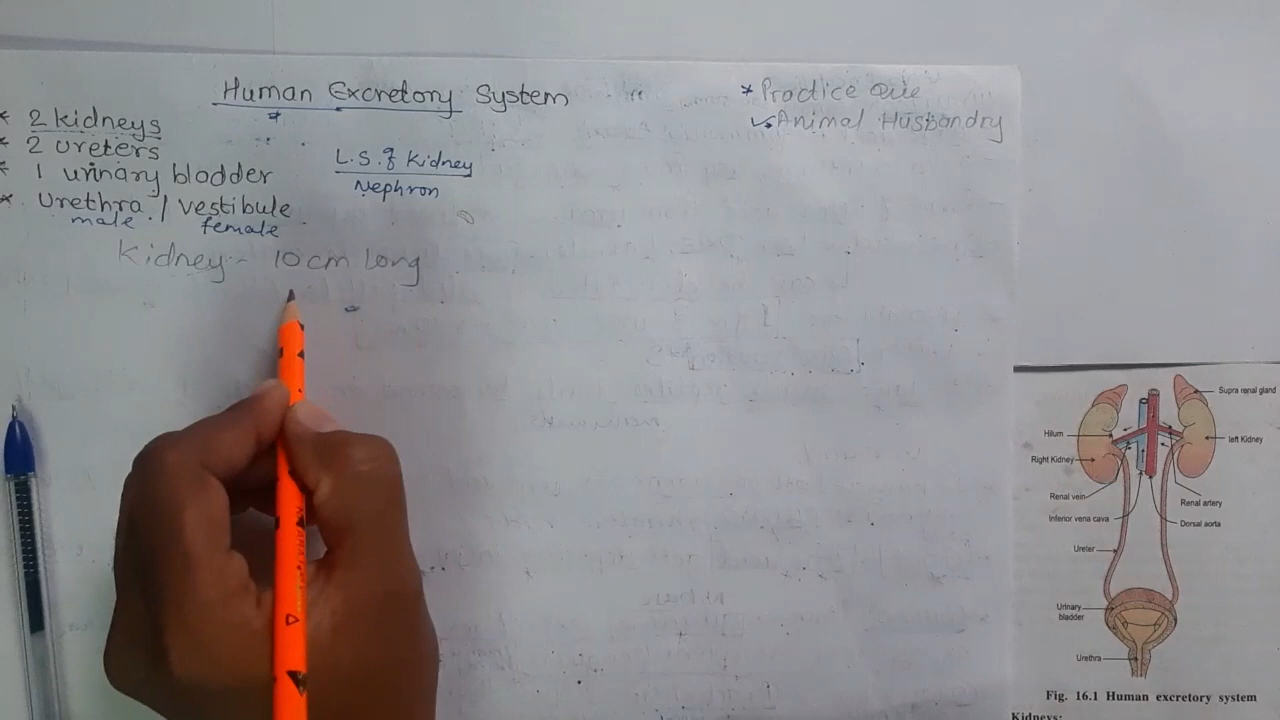 Human Excretory System
* Practice Que
↳ Animal Husbandry
* 2 kidneys
* 2 ureters
* 1 urinary bladder
* Urethra / vestibule
male female
L.S. of Kidney
Nephron
Kidney - 10 cm long
Supra renal gland
Hilum
left Kidney
Right Kidney
Renal vein
Renal artery
Inferior vena cava
Dorsal aorta
Ureter
Urinary
bladder
Urethra
Fig. 16.1 Human excretory system
Kidneys: